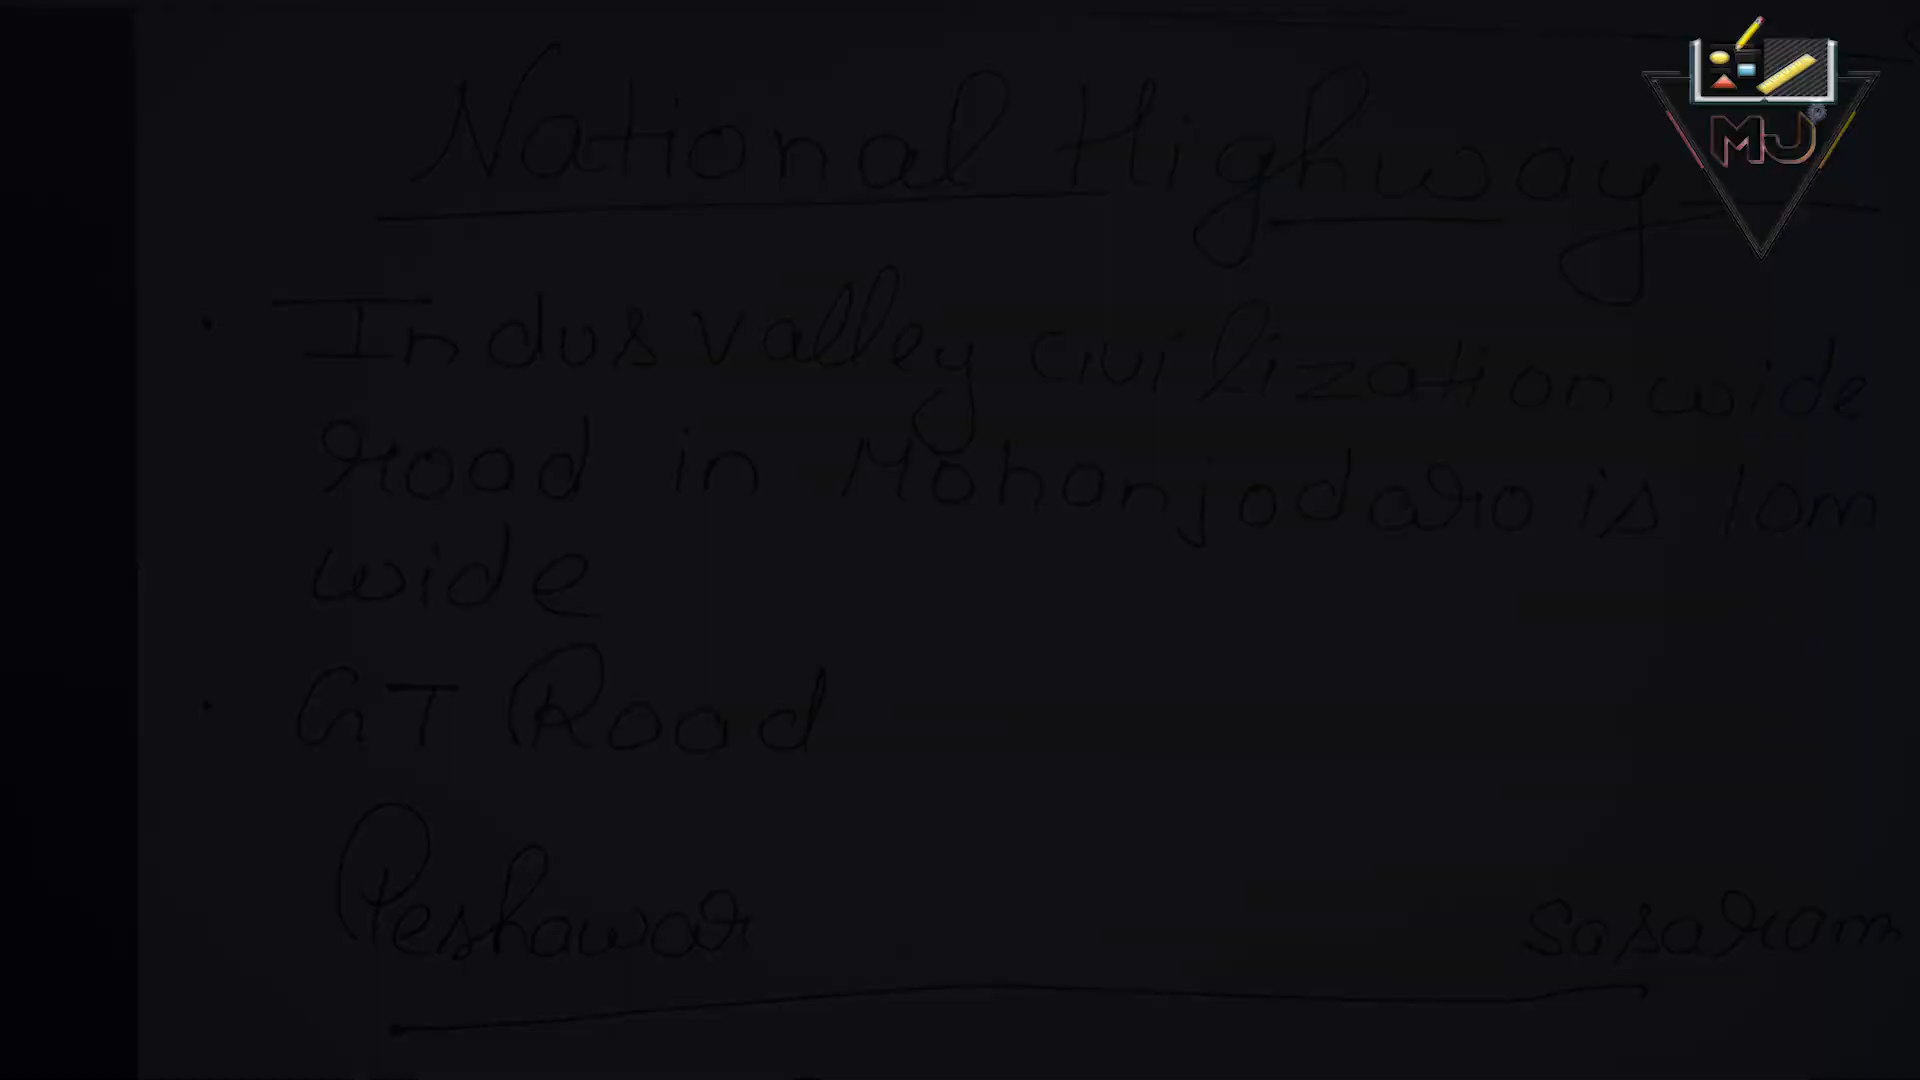 National Highway
MJ
. Indus valley civilization wide
road in Mohanjodaro is 10m
wide
. GT Road
Peshawar sasaram